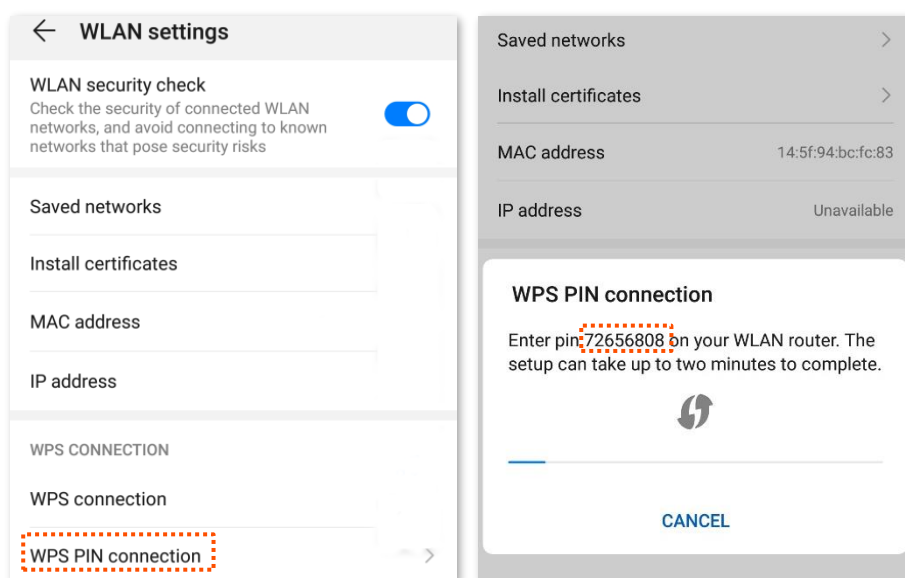 WLAN settings
WLAN security check
Check the security of connected WLAN
networks, and avoid connecting to known
networks that pose security risks
Saved networks
Install certificates
MAC address
IP address
WPS CONNECTION
WPS connection
WPS PIN connection
Saved networks
Install certificates
MAC address 14:5f:94:bc:fc:83
IP address Unavailable
WPS PIN connection
Enter pin 72656808 on your WLAN router. The
setup can take up to two minutes to complete.
CANCEL